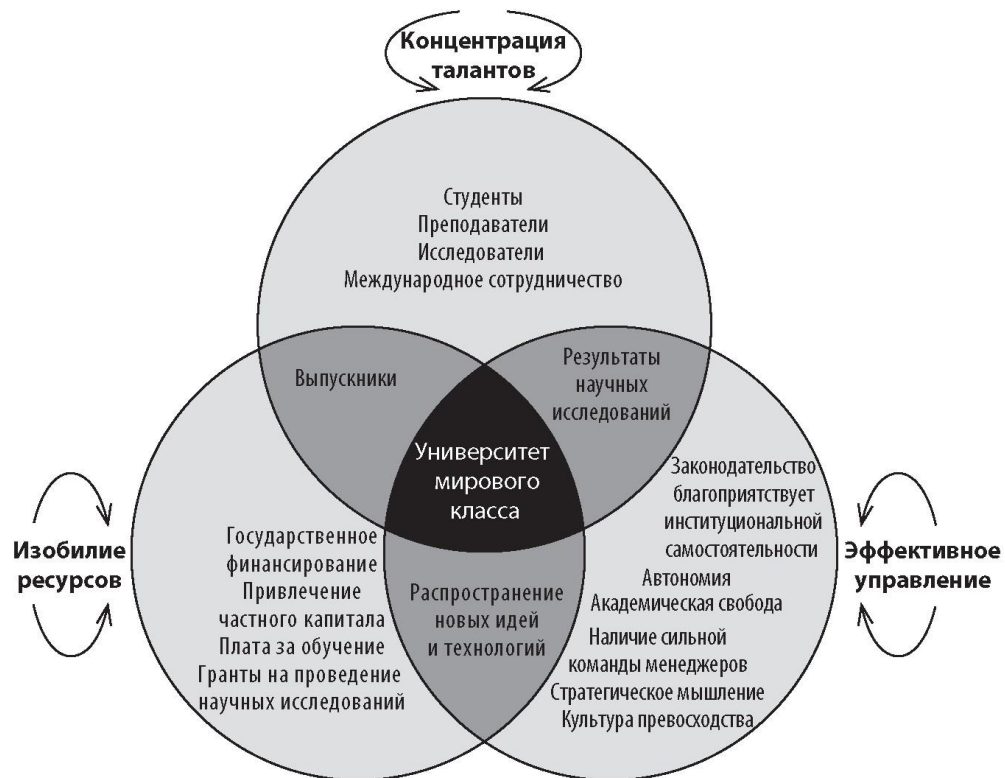 Концентрация
талантов
Студенты
Преподаватели
Исследователи
Международное сотрудничество
Выпускники
Результаты
научных
исследований
Университет
мирового
класса
Изобилие
ресурсов
Государственное
финансирование
Привлечение
частного капитала
Плата за обучение
Гранты на проведение
научных исследований
Распространение
новых идей
и технологий
Законодательство
благоприятствует
институциональной
самостоятельности
Автономия
Академическая свобода
Наличие сильной
команды менеджеров
Стратегическое мышление
Культура превосходства
Эффективное
управление